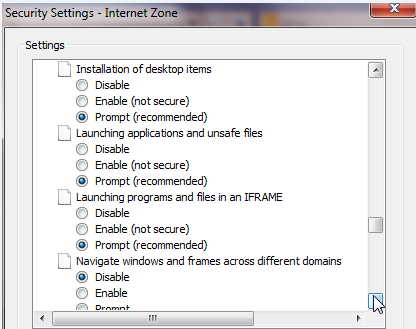 Security Settings - Internet Zone
Settings
Installation of desktop items
Disable
Enable (not secure)
Prompt (recommended)
Launching applications and unsafe files
Disable
Enable (not secure)
Prompt (recommended)
Launching programs and files in an IFRAME
Disable
Enable (not secure)
Prompt (recommended)
Navigate windows and frames across different domains
Disable
Enable
Prompt